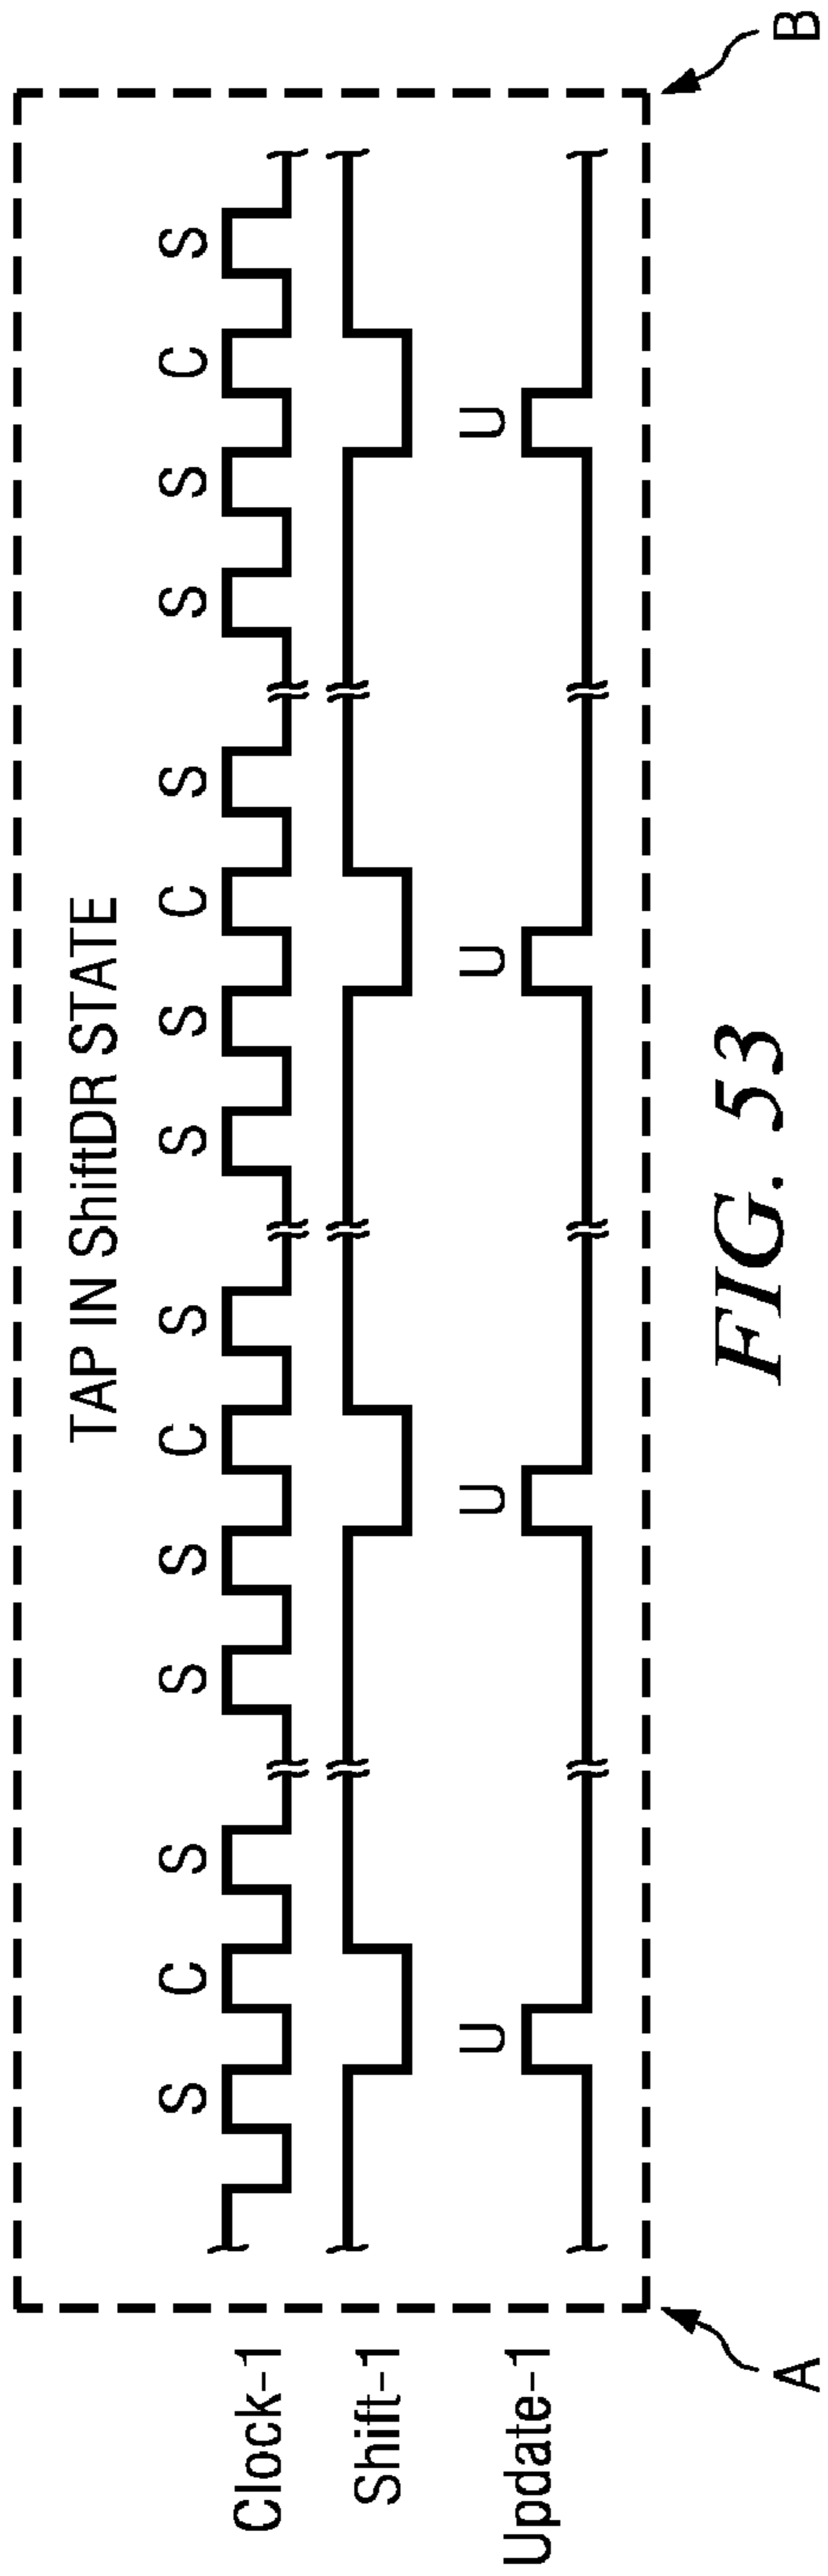 TAP IN ShiftDR STATE
S C S S S C S S S C S S S C S
Clock-1
Shift-1
U U U U
Update-1
A B
FIG. 53